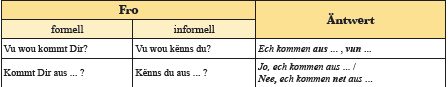 Fro
Äntwert
formell informell
Vu wou kommt Dir? Vu wou kënns du? Ech kommen aus ... , vun ...
Kommt Dir aus ... ? Kënns du aus ... ? Jo, ech kommen aus ... /
Nee, ech kommen net aus ...